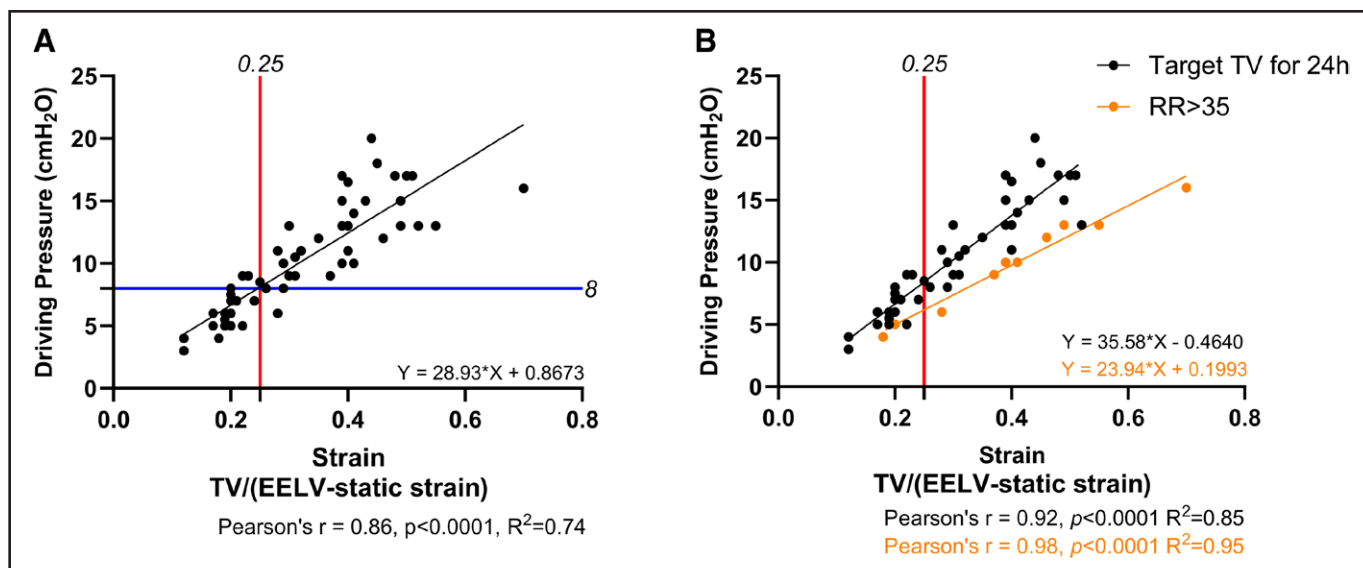 A
0.25
25
20
15
10
5
0
Driving Pressure (cmH₂O)
8
Y = 28.93*X + 0.8673
0.0 0.2 0.4 0.6 0.8
Strain
TV/(EELV-static strain)
Pearson's r = 0.86, p<0.0001, R²=0.74
B
0.25
Target TV for 24h
RR>35
25
20
15
10
5
0
Driving Pressure (cmH₂O)
Y = 35.58*X - 0.4640
Y = 23.94*X + 0.1993
0.0 0.2 0.4 0.6 0.8
Strain
TV/(EELV-static strain)
Pearson's r = 0.92, p<0.0001 R²=0.85
Pearson's r = 0.98, p<0.0001 R²=0.95